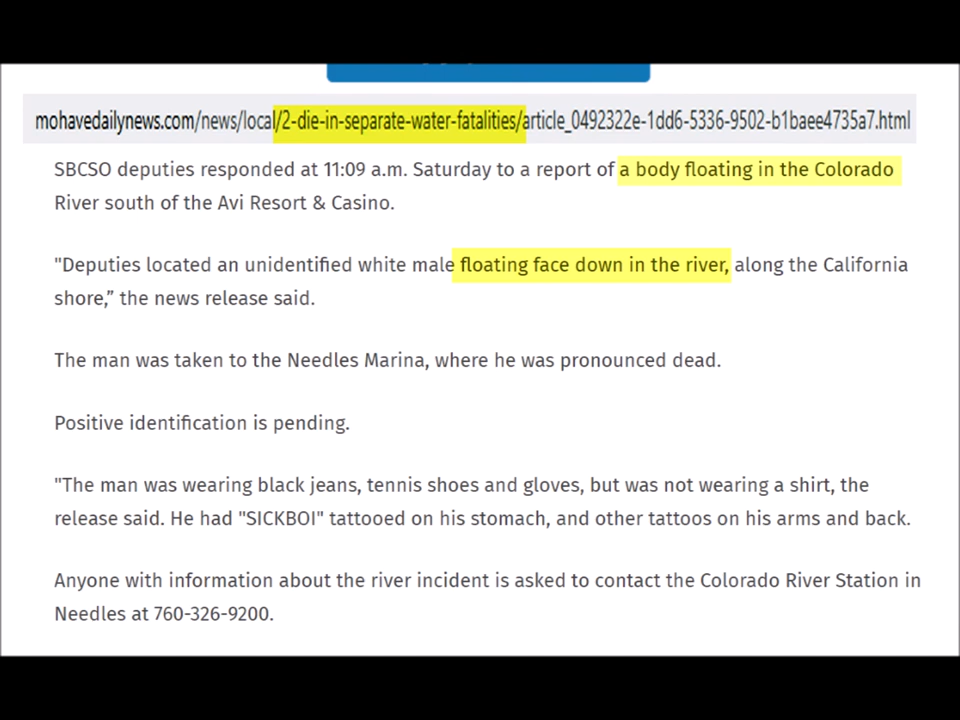 mohavedailynews.com/news/local/2-die-in-separate-water-fatalities/article_0492322e-1dd6-5336-9502-b1baee4735a7.html
SBCSO deputies responded at 11:09 a.m. Saturday to a report of a body floating in the Colorado
River south of the Avi Resort & Casino.
"Deputies located an unidentified white male floating face down in the river, along the California
shore,” the news release said.
The man was taken to the Needles Marina, where he was pronounced dead.
Positive identification is pending.
"The man was wearing black jeans, tennis shoes and gloves, but was not wearing a shirt, the
release said. He had "SICKBOI" tattooed on his stomach, and other tattoos on his arms and back.
Anyone with information about the river incident is asked to contact the Colorado River Station in
Needles at 760-326-9200.